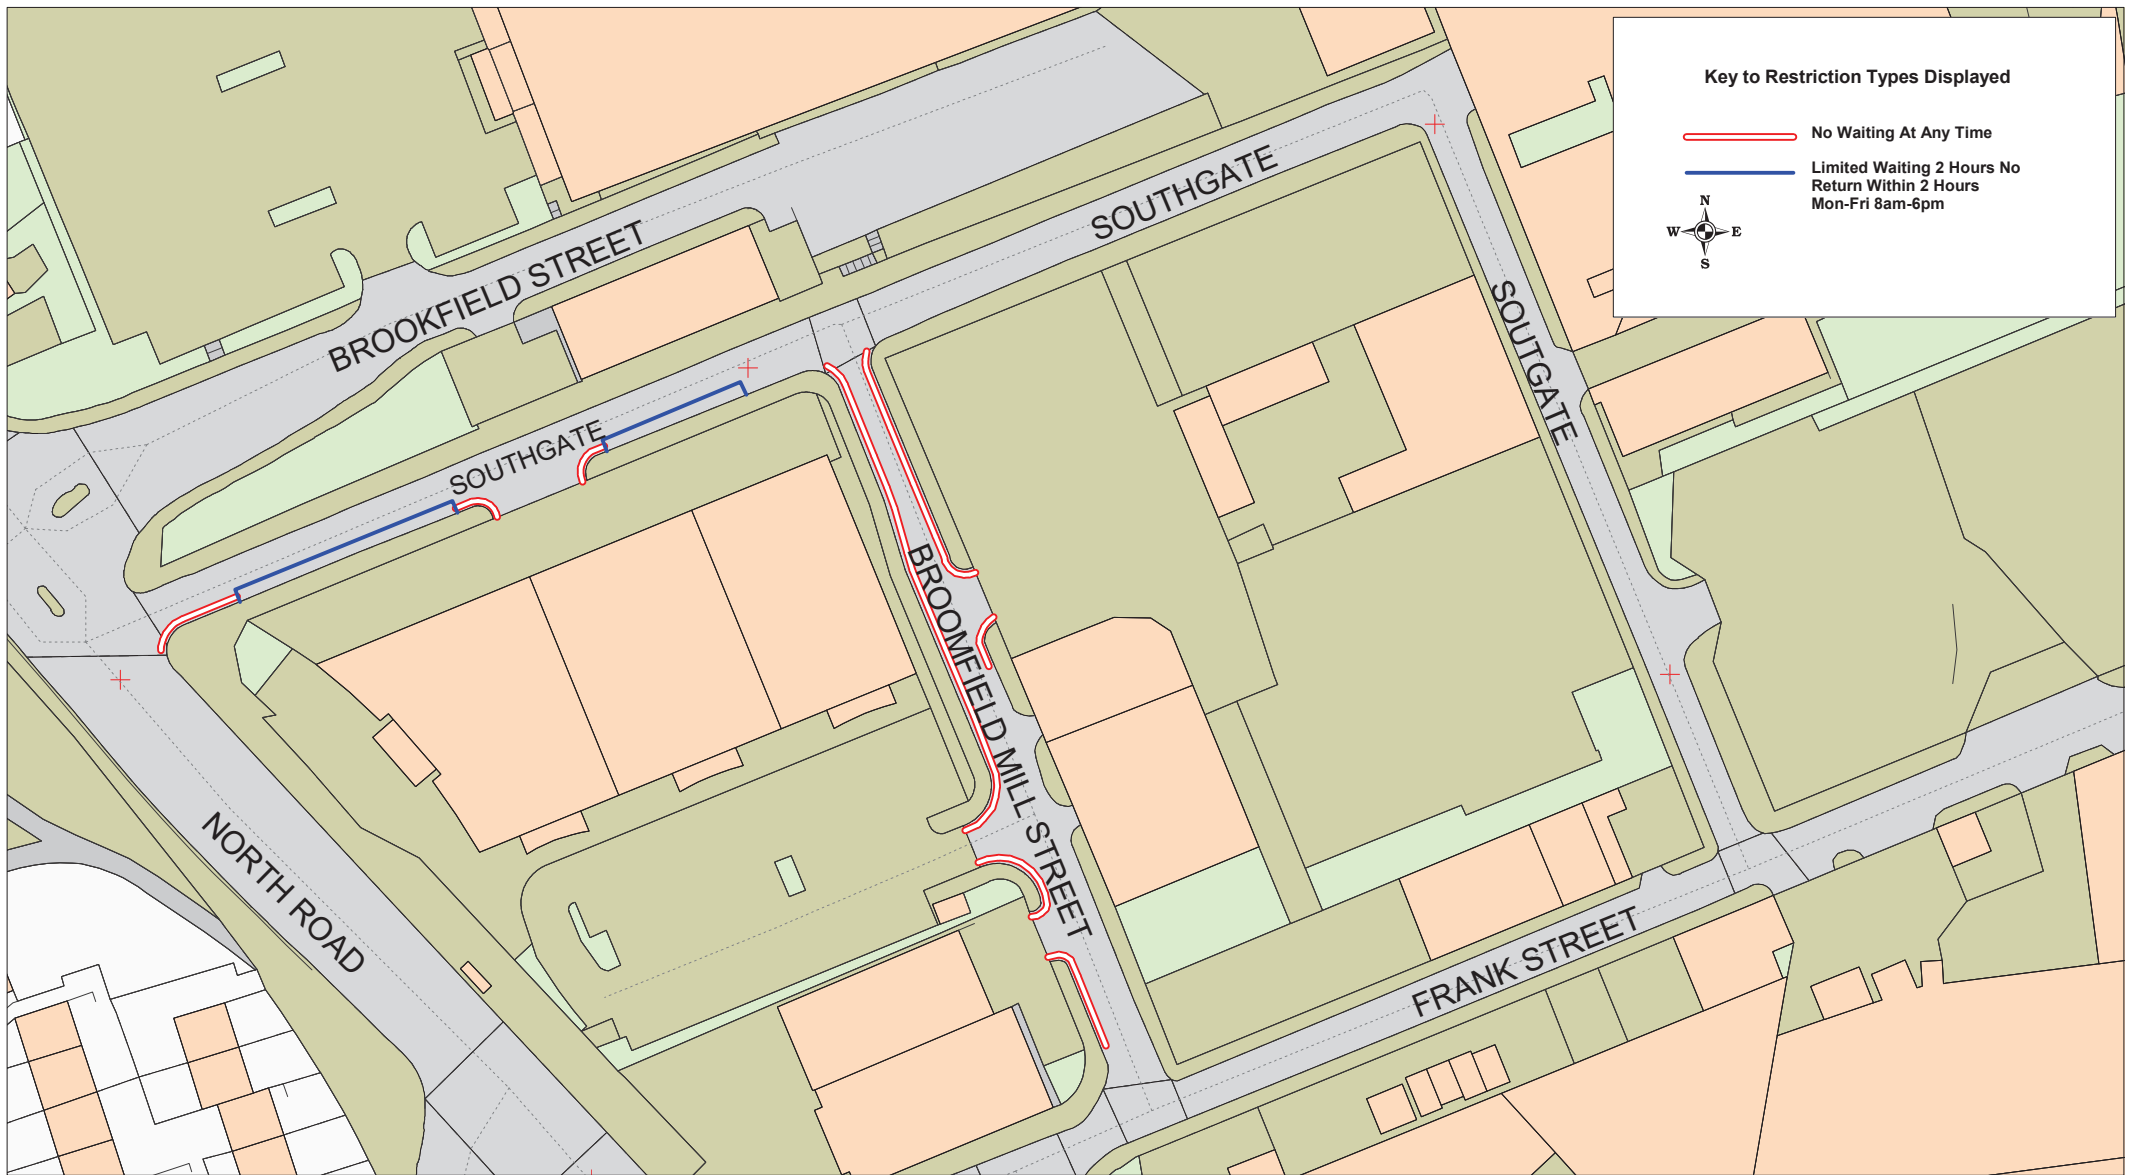 Key to Restriction Types Displayed
No Waiting At Any Time
Limited Waiting 2 Hours No
Return Within 2 Hours
Mon-Fri 8am-6pm
N
W E
S
BROOKFIELD STREET
SOUTHGATE
SOUTHGATE
SOUTGATE
BROOMFIELD MILL STREET
NORTH ROAD
FRANK STREET